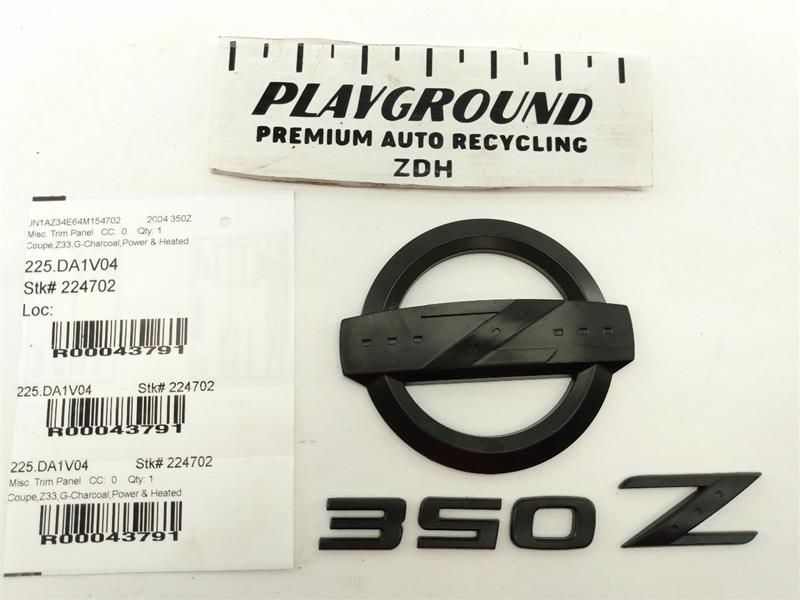 PLAYGROUND
PREMIUM AUTO RECYCLING
ZDH
JN1AZ34E64M154702 2004 350Z
Misc. Trim Panel CC: 0 Qty: 1
Coupe,Z33,G-Charcoal,Power & Heated
225.DA1V04
Stk# 224702
Loc:
R00043791
225.DA1V04 Stk# 224702
R00043791
225.DA1V04 Stk# 224702
Misc. Trim Panel CC: 0 Qty: 1
Coupe,Z33,G-Charcoal,Power & Heated
R00043791
Z
350Z